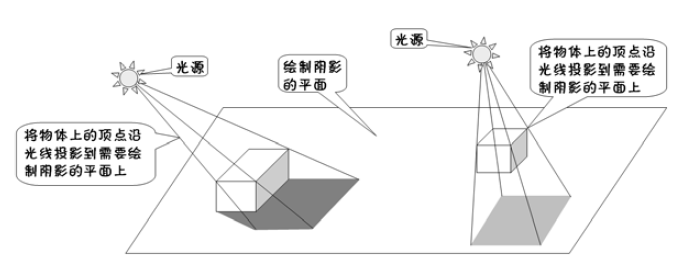 光源
绘制阴影
的平面
将物体上的顶点沿
光线投影到需要绘
制阴影的平面上
光源
将物体上的顶点沿
光线投影到需要绘
制阴影的平面上